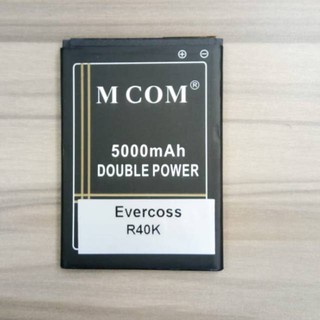 ⊕ ⊖
M COM®
5000mAh
DOUBLE POWER
Evercoss
R40K